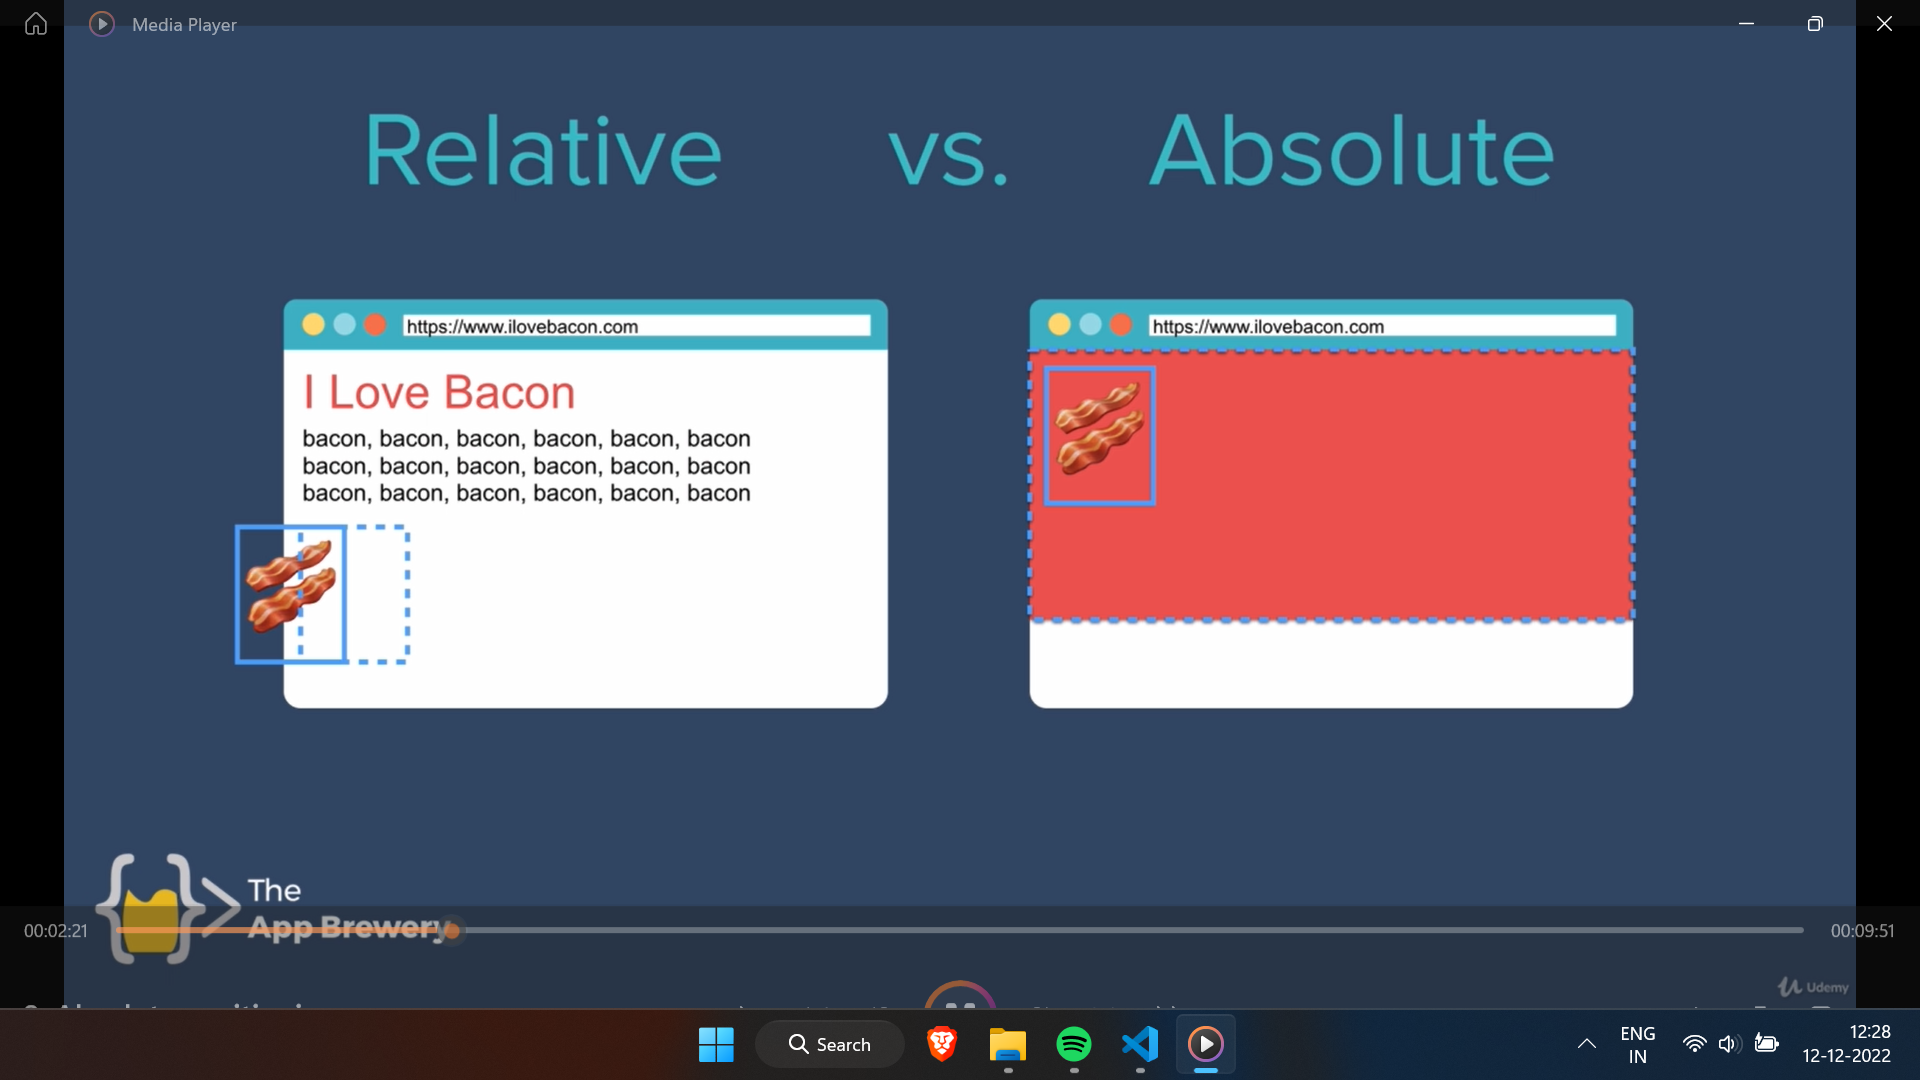 Media Player
Relative vs. Absolute
https://www.ilovebacon.com
I Love Bacon
bacon, bacon, bacon, bacon, bacon, bacon
bacon, bacon, bacon, bacon, bacon, bacon
bacon, bacon, bacon, bacon, bacon, bacon
https://www.ilovebacon.com
The
App Brewery
00:02:21
00:09:51
Udemy
Search
ENG
IN
12:28
12-12-2022